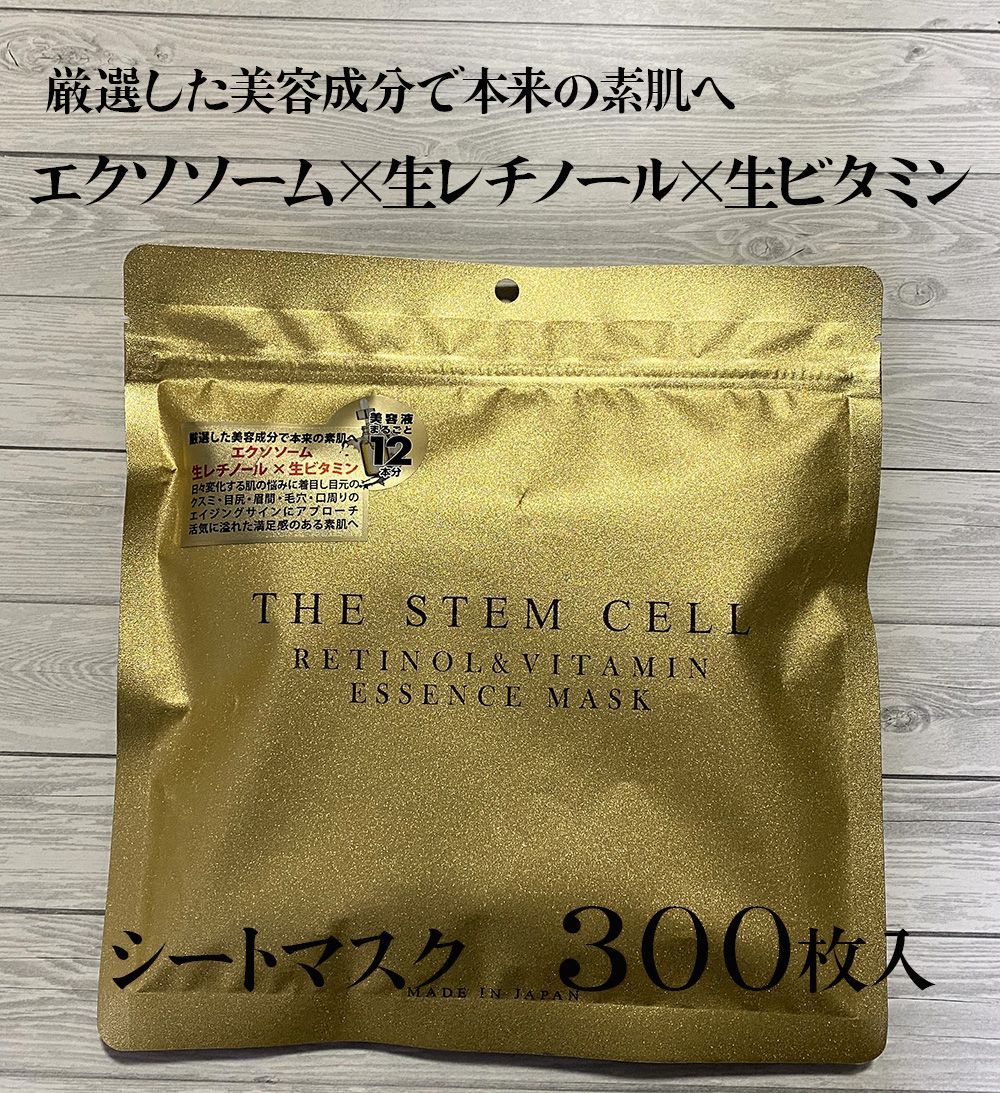 厳選した美容成分で本来の素肌へ
エクソソーム×生レチノール×生ビタミン
美容液
まるごと
12
本分
厳選した美容成分で本来の素肌へ
エクソソーム
生レチノール × 生ビタミン
日々変化する肌の悩みに着目し目元の
クスミ・目尻・眉間・毛穴・口周りの
エイジングサインにアプローチ
活気に溢れた満足感のある素肌へ
THE STEM CELL
RETINOL&VITAMIN
ESSENCE MASK
シートマスク 300枚入
MADE IN JAPAN